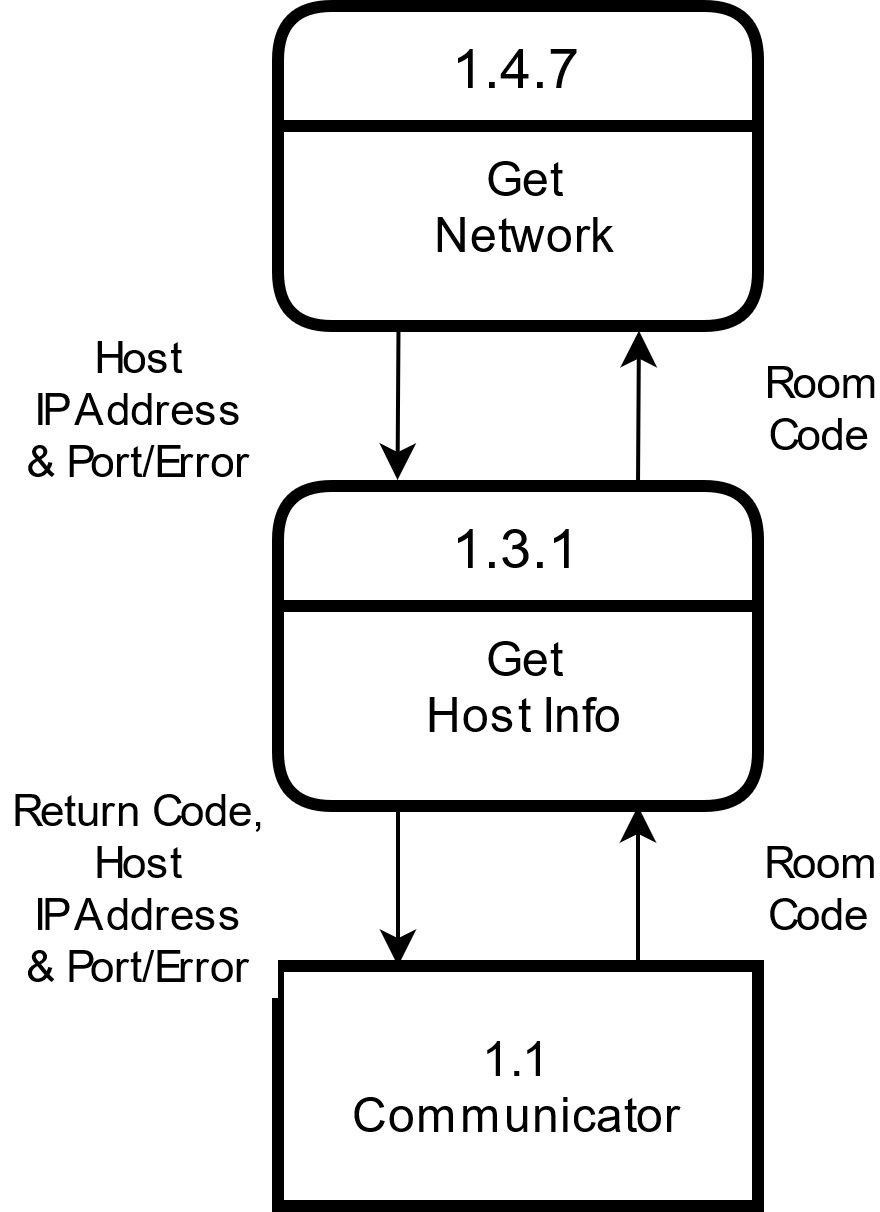 1.4.7
Get
Network
Host
IP Address
& Port/Error
Room
Code
1.3.1
Get
Host Info
Return Code,
Host
IP Address
& Port/Error
Room
Code
1.1
Communicator